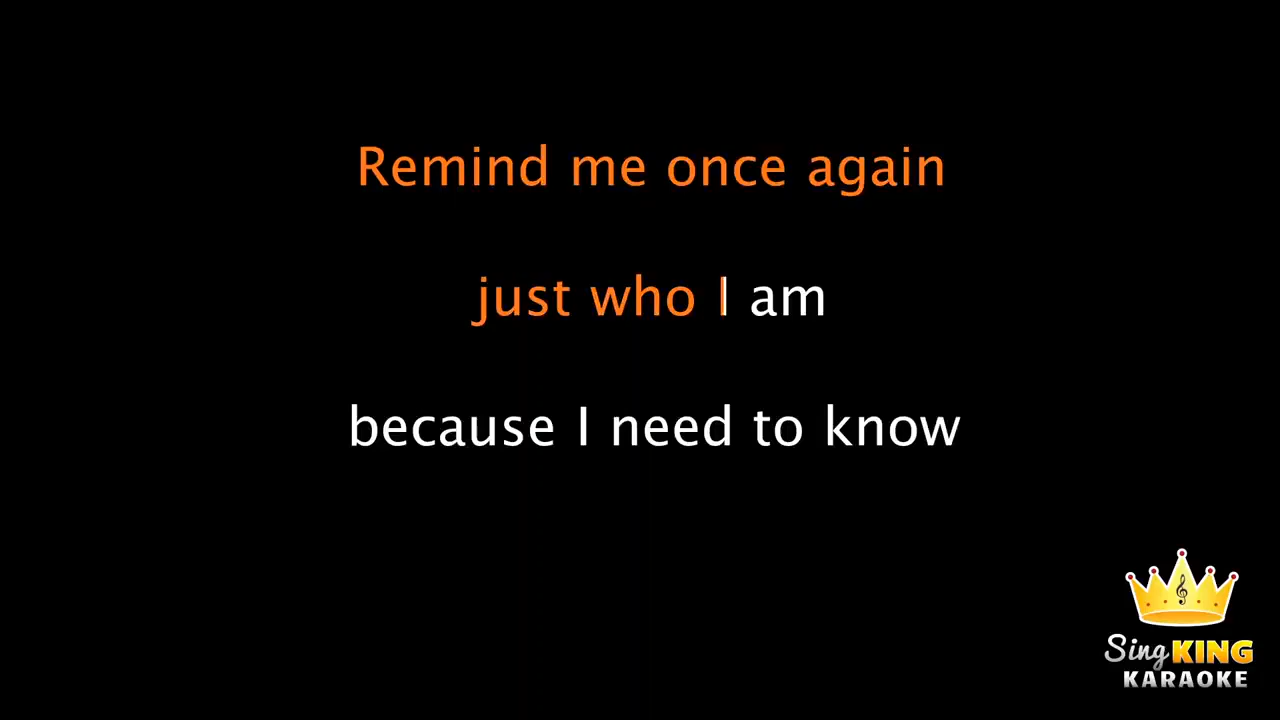 Remind me once again
just who I am
because I need to know
Sing KING
KARAOKE